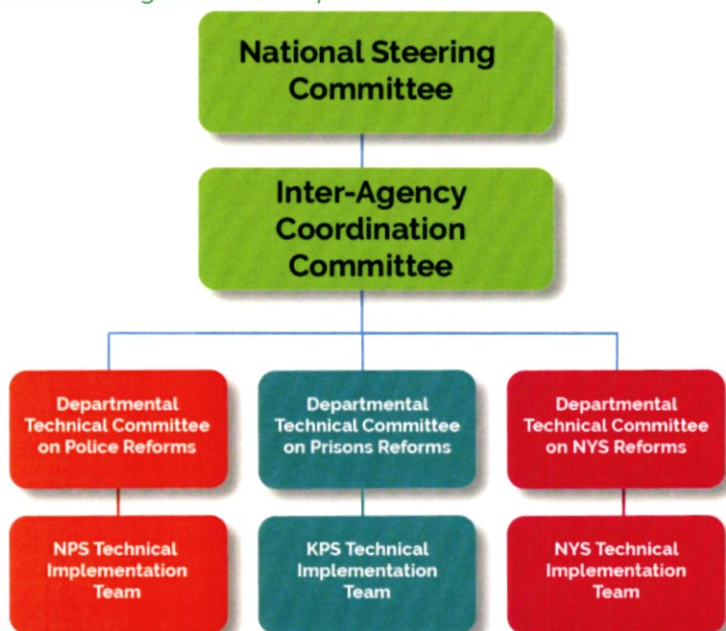 National Steering
Committee
Inter-Agency
Coordination
Committee
Departmental
Technical Committee
on Police Reforms
Departmental
Technical Committee
on Prisons Reforms
Departmental
Technical Committee
on NYS Reforms
NPS Technical
Implementation
Team
KPS Technical
Implementation
Team
NYS Technical
Implementation
Team